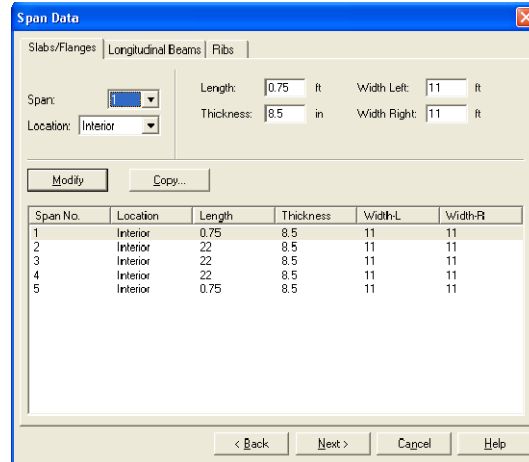 Span Data
Slabs/Flanges Longitudinal Beams Ribs
Span: 1 Length: 0.75 ft Width Left: 11 ft
Location: Interior Thickness: 8.5 in Width Right: 11 ft
Modify Copy...
Span No. Location Length Thickness Width-L Width-R
1 Interior 0.75 8.5 11 11
2 Interior 22 8.5 11 11
3 Interior 22 8.5 11 11
4 Interior 22 8.5 11 11
5 Interior 0.75 8.5 11 11
< Back Next > Cancel Help